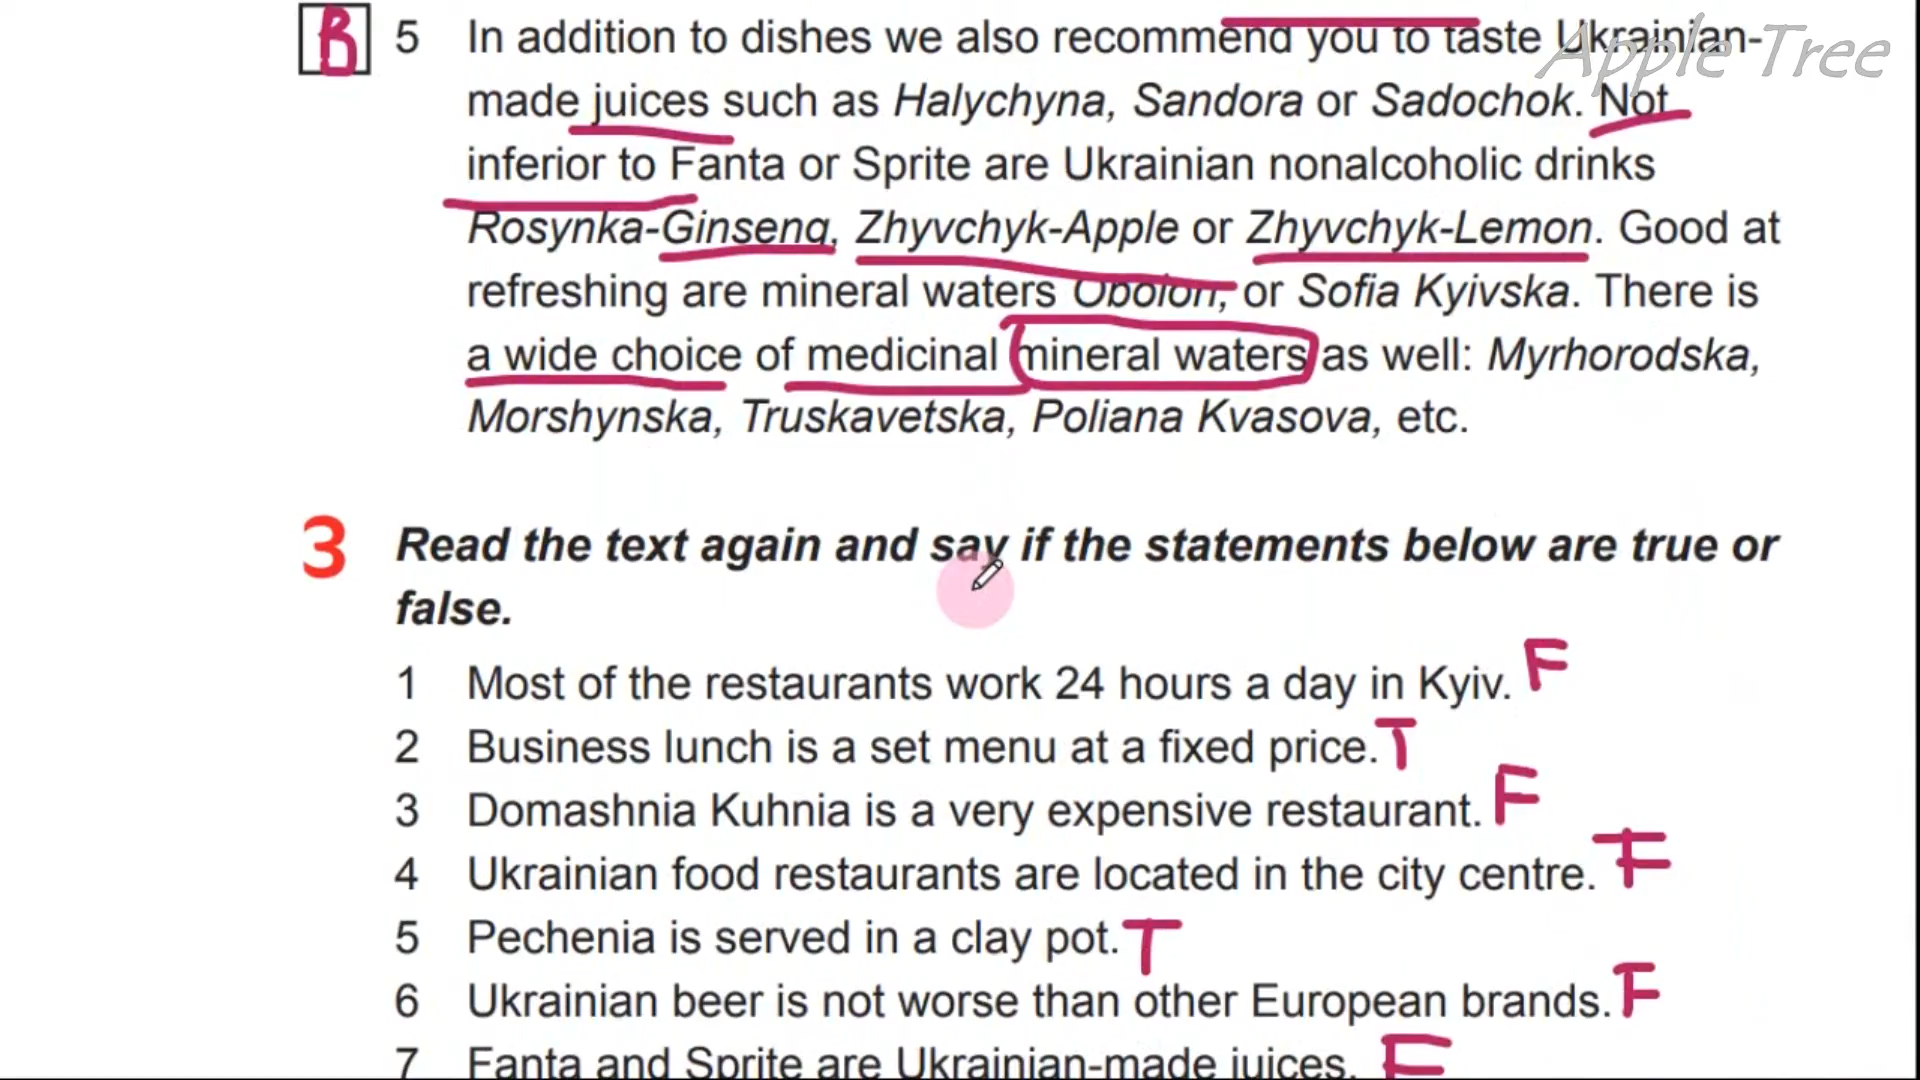 B 5 In addition to dishes we also recommend you to taste Ukrainian-
Apple Tree
made juices such as Halychyna, Sandora or Sadochok. Not
inferior to Fanta or Sprite are Ukrainian nonalcoholic drinks
Rosynka-Ginseng, Zhyvchyk-Apple or Zhyvchyk-Lemon. Good at
refreshing are mineral waters Obolon, or Sofia Kyivska. There is
a wide choice of medicinal mineral waters as well: Myrhorodska,
Morshynska, Truskavetska, Poliana Kvasova, etc.
3 Read the text again and say if the statements below are true or
false.
1 Most of the restaurants work 24 hours a day in Kyiv. F
2 Business lunch is a set menu at a fixed price. T
3 Domashnia Kuhnia is a very expensive restaurant. F
4 Ukrainian food restaurants are located in the city centre. F
5 Pechenia is served in a clay pot. T
6 Ukrainian beer is not worse than other European brands. F
7 Fanta and Sprite are Ukrainian-made juices. F